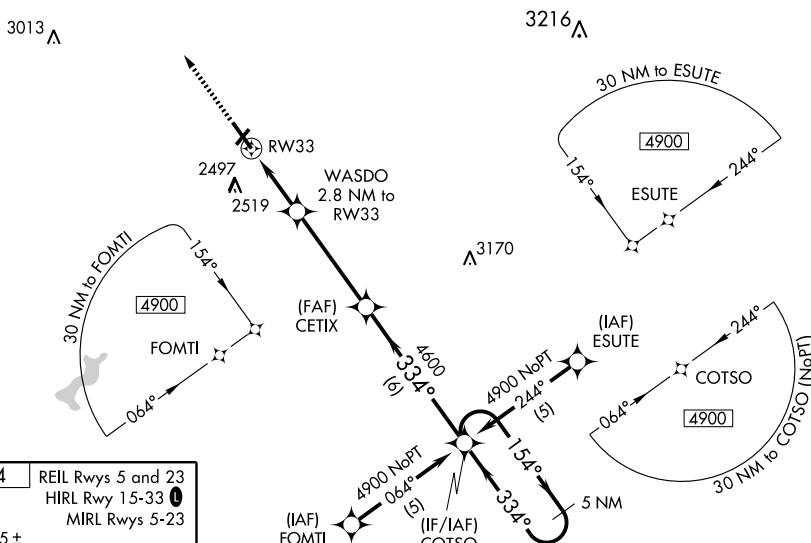 3013
3216
30 NM to ESUTE
4900
154°
244°
ESUTE
RW33
2497
2519
WASDO
2.8 NM to
RW33
3170
30 NM to FOMTI
154°
4900
FOMTI
064°
(FAF)
CETIX
4600
334°
(6)
(IAF)
ESUTE
4900 NoPT
244°
(5)
244°
COTSO
064°
4900
30 NM to COTSO (NoPT)
154°
334°
5 NM
4900 NoPT
064°
(5)
(IAF)
FOMTI
(IF/IAF)
COTSO
4
REIL Rwys 5 and 23
HIRL Rwy 15-33 L
MIRL Rwys 5-23
5 ±